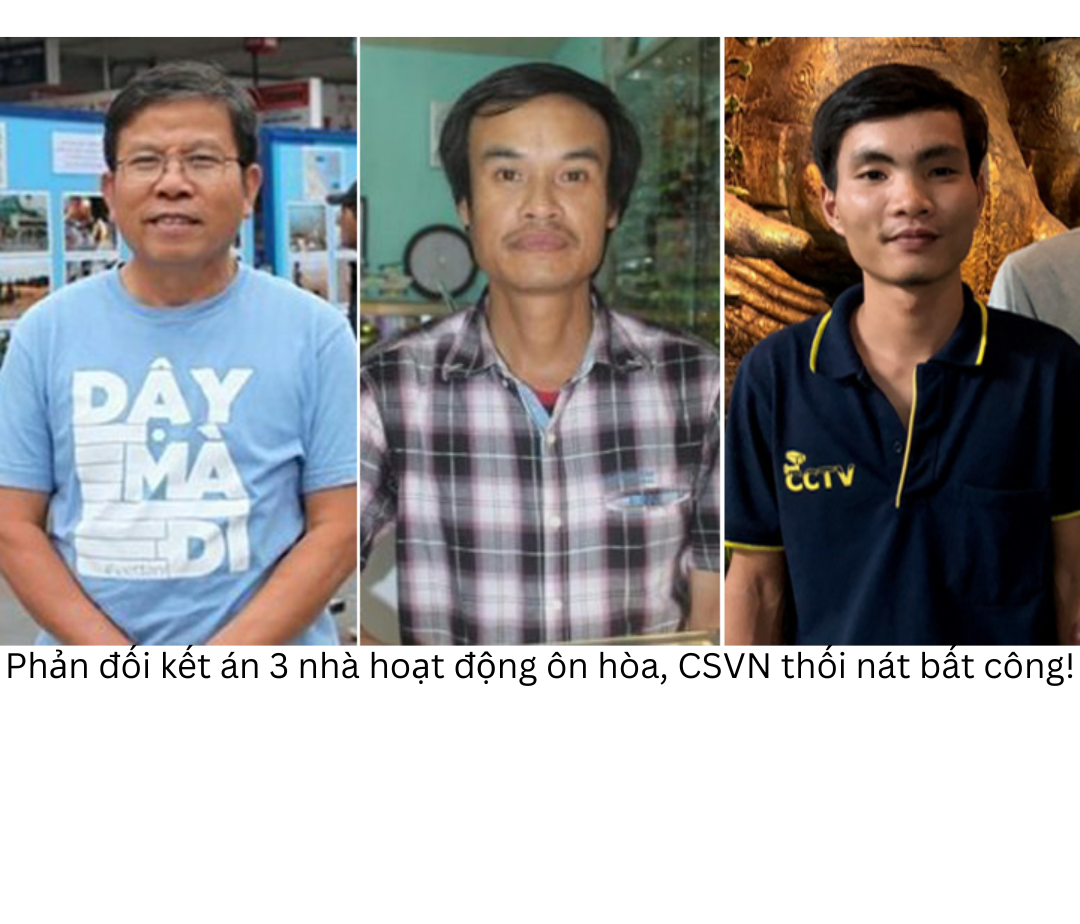 DẬY
MÀ
ĐI
CCTV
Phản đối kết án 3 nhà hoạt động ôn hòa, CSVN thối nát bất công!